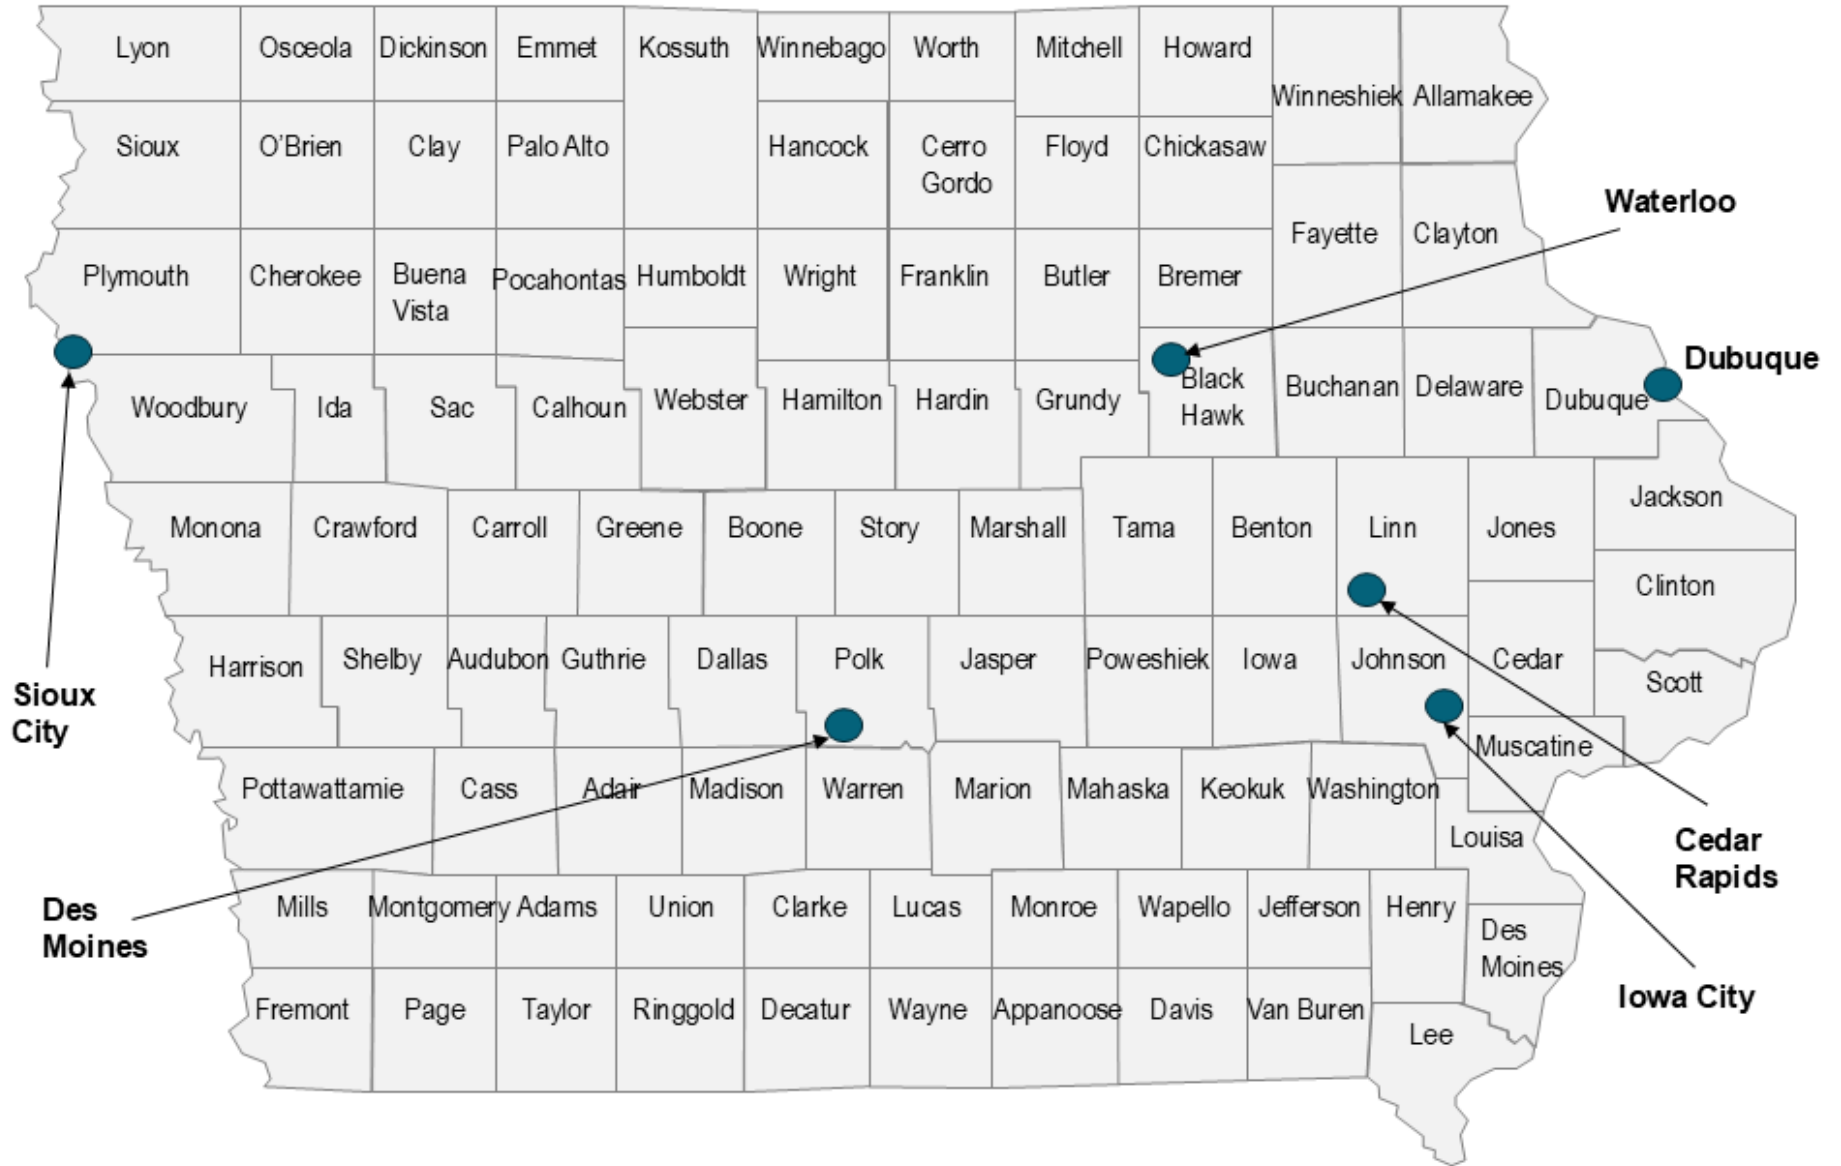 Lyon
Osceola
Dickinson
Emmet
Kossuth
Winnebago
Worth
Mitchell
Howard
Winneshiek
Allamakee
Sioux
O'Brien
Clay
Palo Alto
Hancock
Cerro
Gordo
Floyd
Chickasaw
Waterloo
Fayette
Clayton
Plymouth
Cherokee
Buena
Vista
Pocahontas
Humboldt
Wright
Franklin
Butler
Bremer
Dubuque
Woodbury
Ida
Sac
Calhoun
Webster
Hamilton
Hardin
Grundy
Black
Hawk
Buchanan
Delaware
Dubuque
Jackson
Monona
Crawford
Carroll
Greene
Boone
Story
Marshall
Tama
Benton
Linn
Jones
Clinton
Harrison
Shelby
Audubon
Guthrie
Dallas
Polk
Jasper
Poweshiek
Iowa
Johnson
Cedar
Scott
Sioux
City
Muscatine
Pottawattamie
Cass
Adair
Madison
Warren
Marion
Mahaska
Keokuk
Washington
Louisa
Cedar
Rapids
Des
Moines
Mills
Montgomery
Adams
Union
Clarke
Lucas
Monroe
Wapello
Jefferson
Henry
Des
Moines
Iowa City
Fremont
Page
Taylor
Ringgold
Decatur
Wayne
Appanoose
Davis
Van Buren
Lee